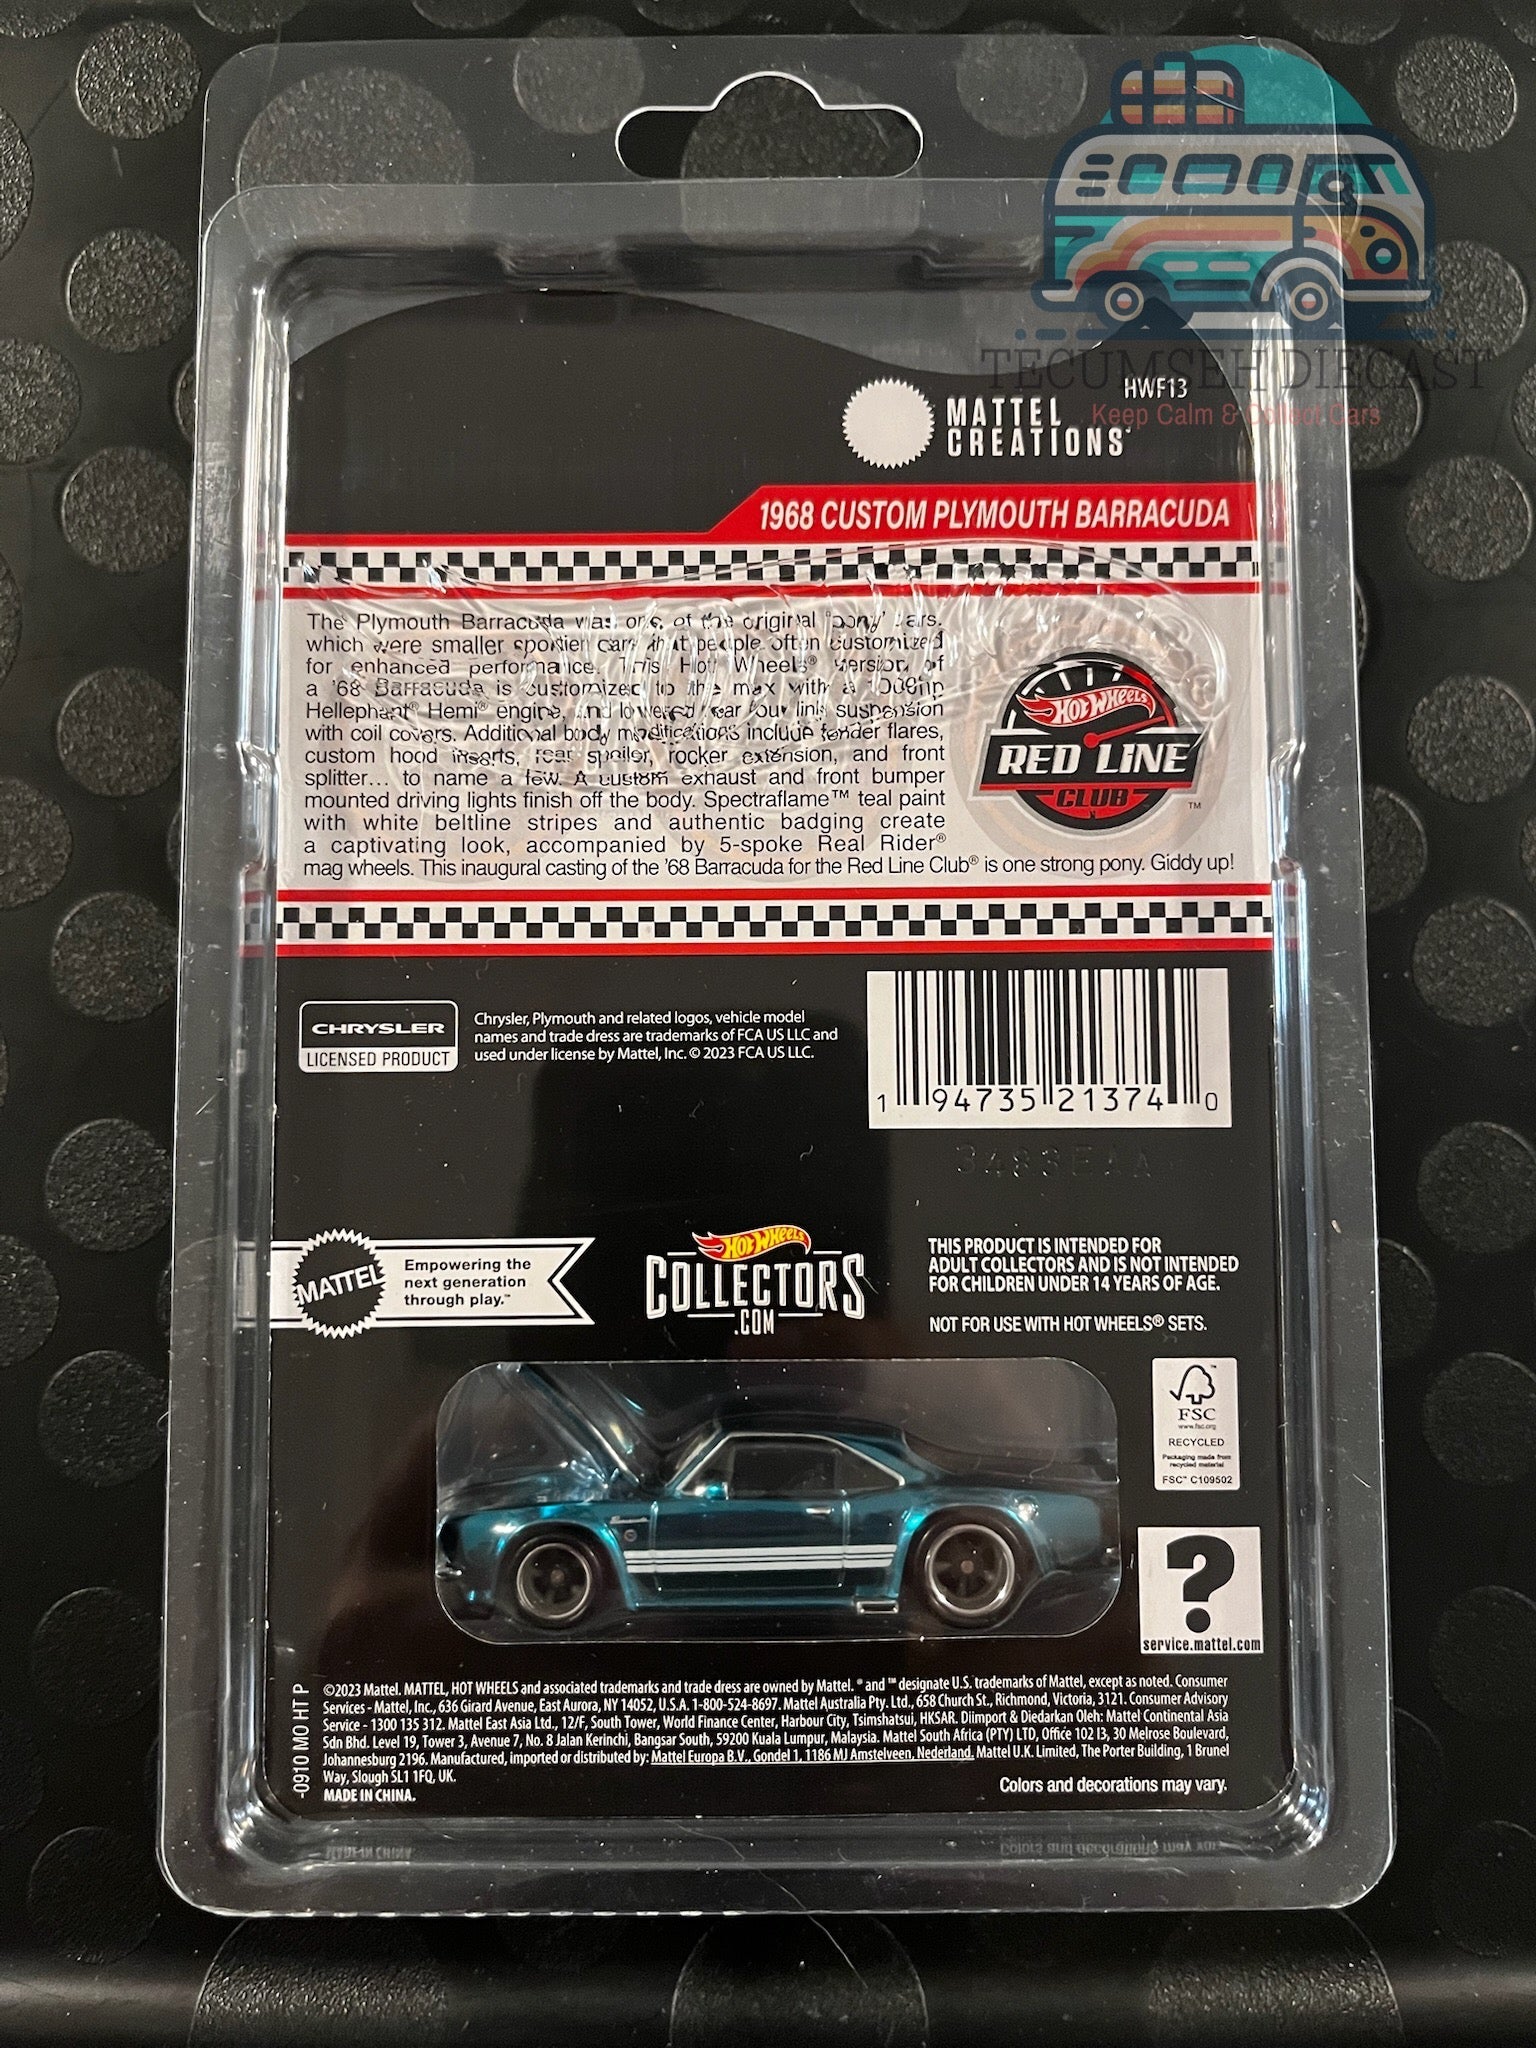 TECUMSEH DIECAST
HWF13
Keep Calm & Collect Cars
MATTEL
CREATIONS™
1968 CUSTOM PLYMOUTH BARRACUDA
The Plymouth Barracuda was one of the original 'pony' cars.
which were smaller sportier cars that people often customized
for enhanced performance. This Hot Wheels® version of
a '68 Barracuda is customized to the max with a
Hellephant® Hemi® engine, and lowered rear four link suspension
with coil covers. Additional body modifications include fender flares,
custom hood inserts, rear spoiler, rocker extension, and front
splitter… to name a few. A custom exhaust and front bumper
mounted driving lights finish off the body. Spectraflame™ teal paint
with white beltline stripes and authentic badging create
a captivating look, accompanied by 5-spoke Real Rider®
mag wheels. This inaugural casting of the '68 Barracuda for the Red Line Club® is one strong pony. Giddy up!
HOT WHEELS
RED LINE
CLUB ™
CHRYSLER
LICENSED PRODUCT
Chrysler, Plymouth and related logos, vehicle model
names and trade dress are trademarks of FCA US LLC and
used under license by Mattel, Inc. © 2023 FCA US LLC.
1 94735 21374 0
3483EAA
MATTEL
Empowering the
next generation
through play.™
HOT WHEELS
COLLECTORS
.COM
THIS PRODUCT IS INTENDED FOR
ADULT COLLECTORS AND IS NOT INTENDED
FOR CHILDREN UNDER 14 YEARS OF AGE.
NOT FOR USE WITH HOT WHEELS® SETS.
FSC
www.fsc.org
RECYCLED
Packaging made from
recycled material
FSC™ C109502
Barracuda
?
service.mattel.com
-0910 MO HT P
©2023 Mattel. MATTEL, HOT WHEELS and associated trademarks and trade dress are owned by Mattel. ® and ™ designate U.S. trademarks of Mattel, except as noted. Consumer
Services - Mattel, Inc., 636 Girard Avenue, East Aurora, NY 14052, U.S.A. 1-800-524-8697. Mattel Australia Pty. Ltd., 658 Church St., Richmond, Victoria, 3121. Consumer Advisory
Service - 1300 135 312. Mattel East Asia Ltd., 12/F, South Tower, World Finance Center, Harbour City, Tsimshatsui, HKSAR. Diimport & Diedarkan Oleh: Mattel Continental Asia
Sdn Bhd. Level 19, Tower 3, Avenue 7, No. 8 Jalan Kerinchi, Bangsar South, 59200 Kuala Lumpur, Malaysia. Mattel South Africa (PTY) LTD, Office 102 I3, 30 Melrose Boulevard,
Johannesburg 2196. Manufactured, imported or distributed by: Mattel Europa B.V., Gondel 1, 1186 MJ Amstelveen, Nederland. Mattel U.K. Limited, The Porter Building, 1 Brunel
Way, Slough SL1 1FQ, UK.
MADE IN CHINA.
Colors and decorations may vary.